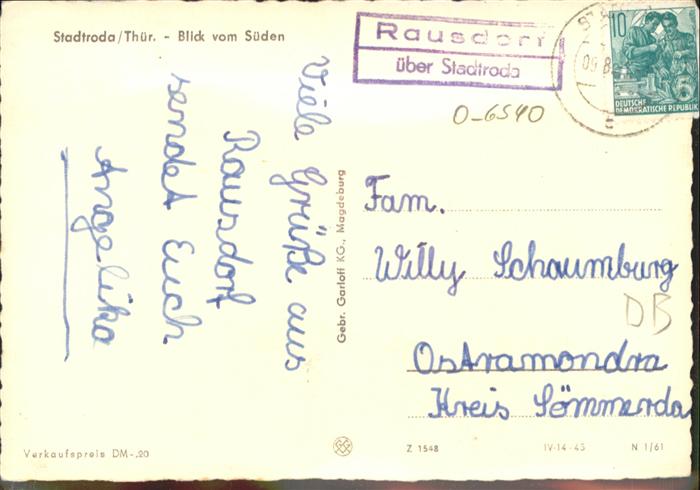 Stadtroda/Thür. - Blick vom Süden
Rausdorf
über Stadtroda
10
DEUTSCHE
DEMOKRATISCHE REPUBLIK
O-6540
Viele Grüße aus
Rausdorf
sendet Euch
Angelika
Gebr. Garloff KG., Magdeburg
Fam.
Willy Schaumburg
DB
Ostramondra
Kreis Sömmerda
Verkaufspreis DM -,20
Z 1548
IV-14-45
N 1/61